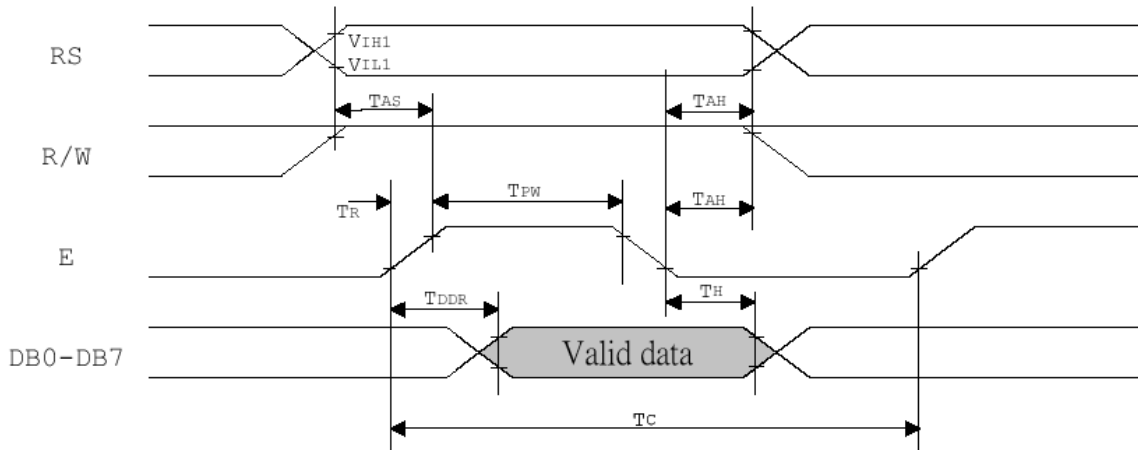 RS
VIH1
VIL1
TAS
TAH
R/W
TPW
TAH
TR
E
TDDR
TH
DB0-DB7
Valid data
TC